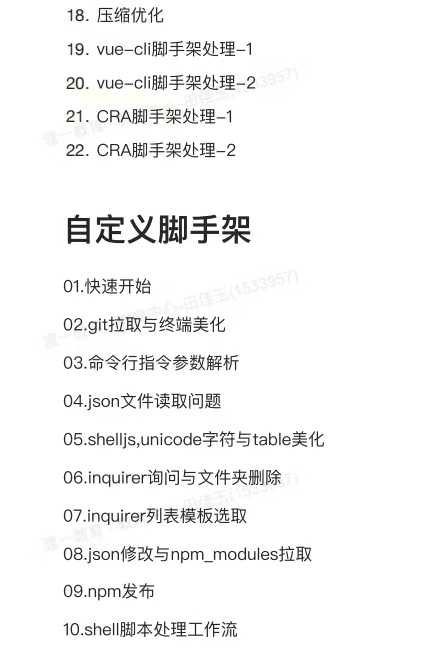 18. 压缩优化
19. vue-cli脚手架处理-1
20. vue-cli脚手架处理-2
21. CRA脚手架处理-1
22. CRA脚手架处理-2
自定义脚手架
01.快速开始
02.git拉取与终端美化
03.命令行指令参数解析
04.json文件读取问题
05.shelljs,unicode字符与table美化
06.inquirer询问与文件夹删除
07.inquirer列表模板选取
08.json修改与npm_modules拉取
09.npm发布
10.shell脚本处理工作流